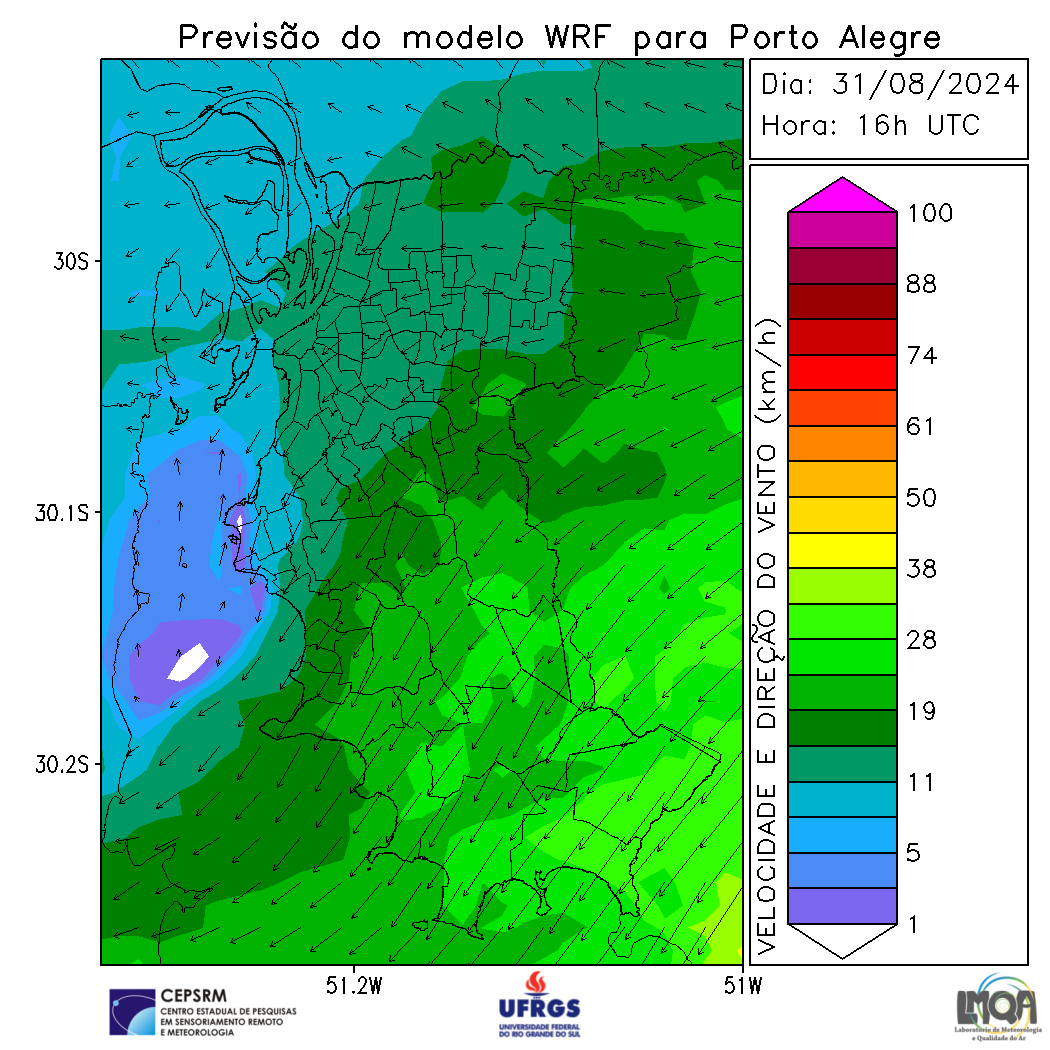 Previsão do modelo WRF para Porto Alegre
Dia: 31/08/2024
Hora: 16h UTC
30S
30.1S
30.2S
51.2W
51W
VELOCIDADE E DIREÇÃO DO VENTO (km/h)
100
88
74
61
50
38
28
19
11
5
1
CEPSRM
CENTRO ESTADUAL DE PESQUISAS
EM SENSORIAMENTO REMOTO
E METEOROLOGIA
UFRGS
UNIVERSIDADE FEDERAL
DO RIO GRANDE DO SUL
LMQA
Laboratório de Meteorologia
e Qualidade do Ar